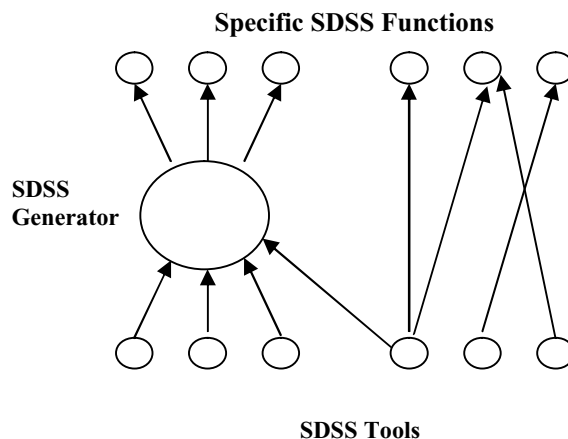 Specific SDSS Functions
SDSS
Generator
SDSS Tools